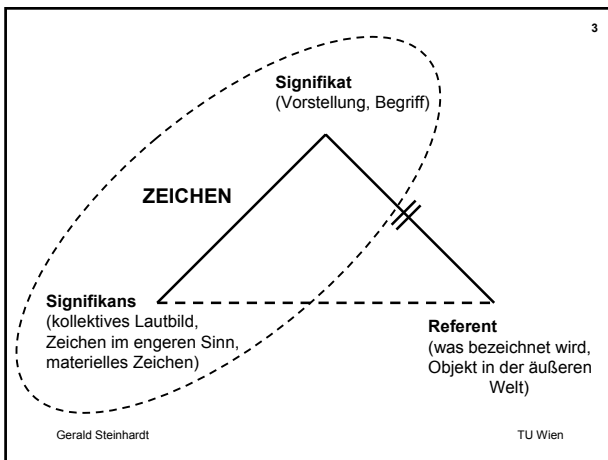 3
Signifikat
(Vorstellung, Begriff)
ZEICHEN
Signifikans
(kollektives Lautbild,
Zeichen im engeren Sinn,
materielles Zeichen)
Referent
(was bezeichnet wird,
Objekt in der äußeren
Welt)
Gerald Steinhardt
TU Wien